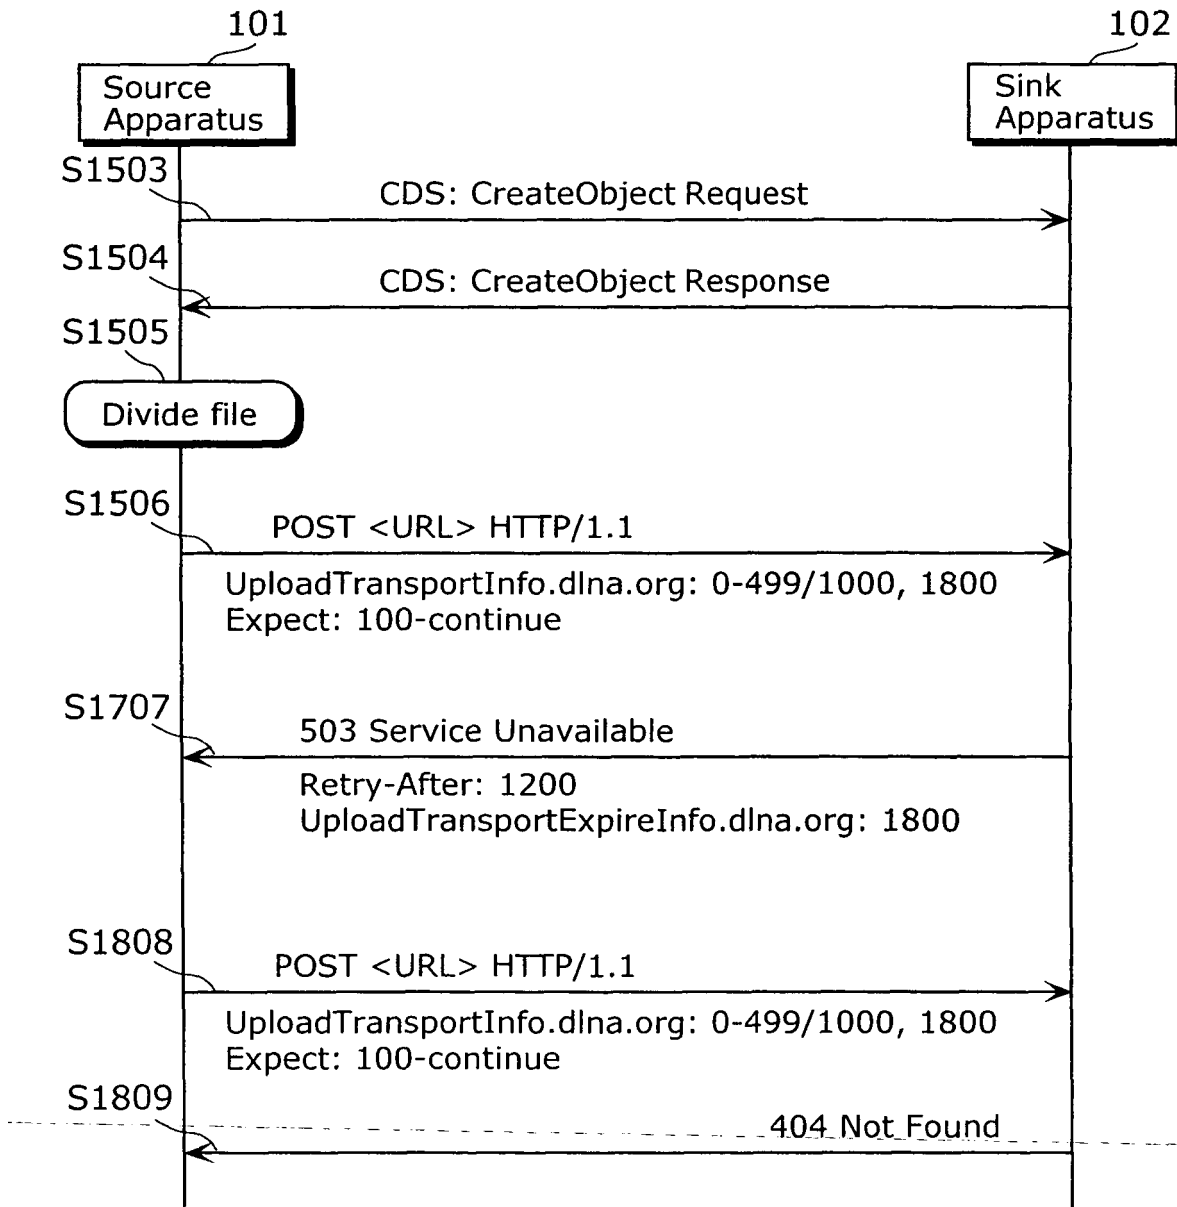 101
102
Source
Apparatus
Sink
Apparatus
S1503
CDS: CreateObject Request
S1504
CDS: CreateObject Response
S1505
Divide file
S1506
POST <URL> HTTP/1.1
UploadTransportInfo.dlna.org: 0-499/1000, 1800
Expect: 100-continue
S1707
503 Service Unavailable
Retry-After: 1200
UploadTransportExpireInfo.dlna.org: 1800
S1808
POST <URL> HTTP/1.1
UploadTransportInfo.dlna.org: 0-499/1000, 1800
Expect: 100-continue
S1809
404 Not Found